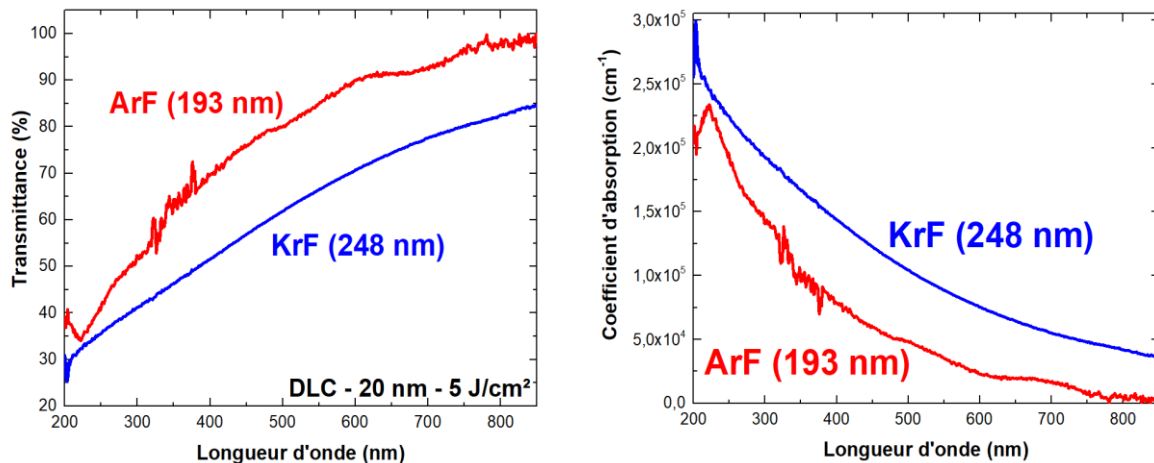 Transmittance (%)
100
90
80
70
60
50
40
30
20
ArF (193 nm)
KrF (248 nm)
DLC - 20 nm - 5 J/cm²
200 300 400 500 600 700 800
Longueur d'onde (nm)
Coefficient d'absorption (cm⁻¹)
3,0x10⁵
2,5x10⁵
2,0x10⁵
1,5x10⁵
1,0x10⁵
5,0x10⁴
0,0
KrF (248 nm)
ArF (193 nm)
200 300 400 500 600 700 800
Longueur d'onde (nm)